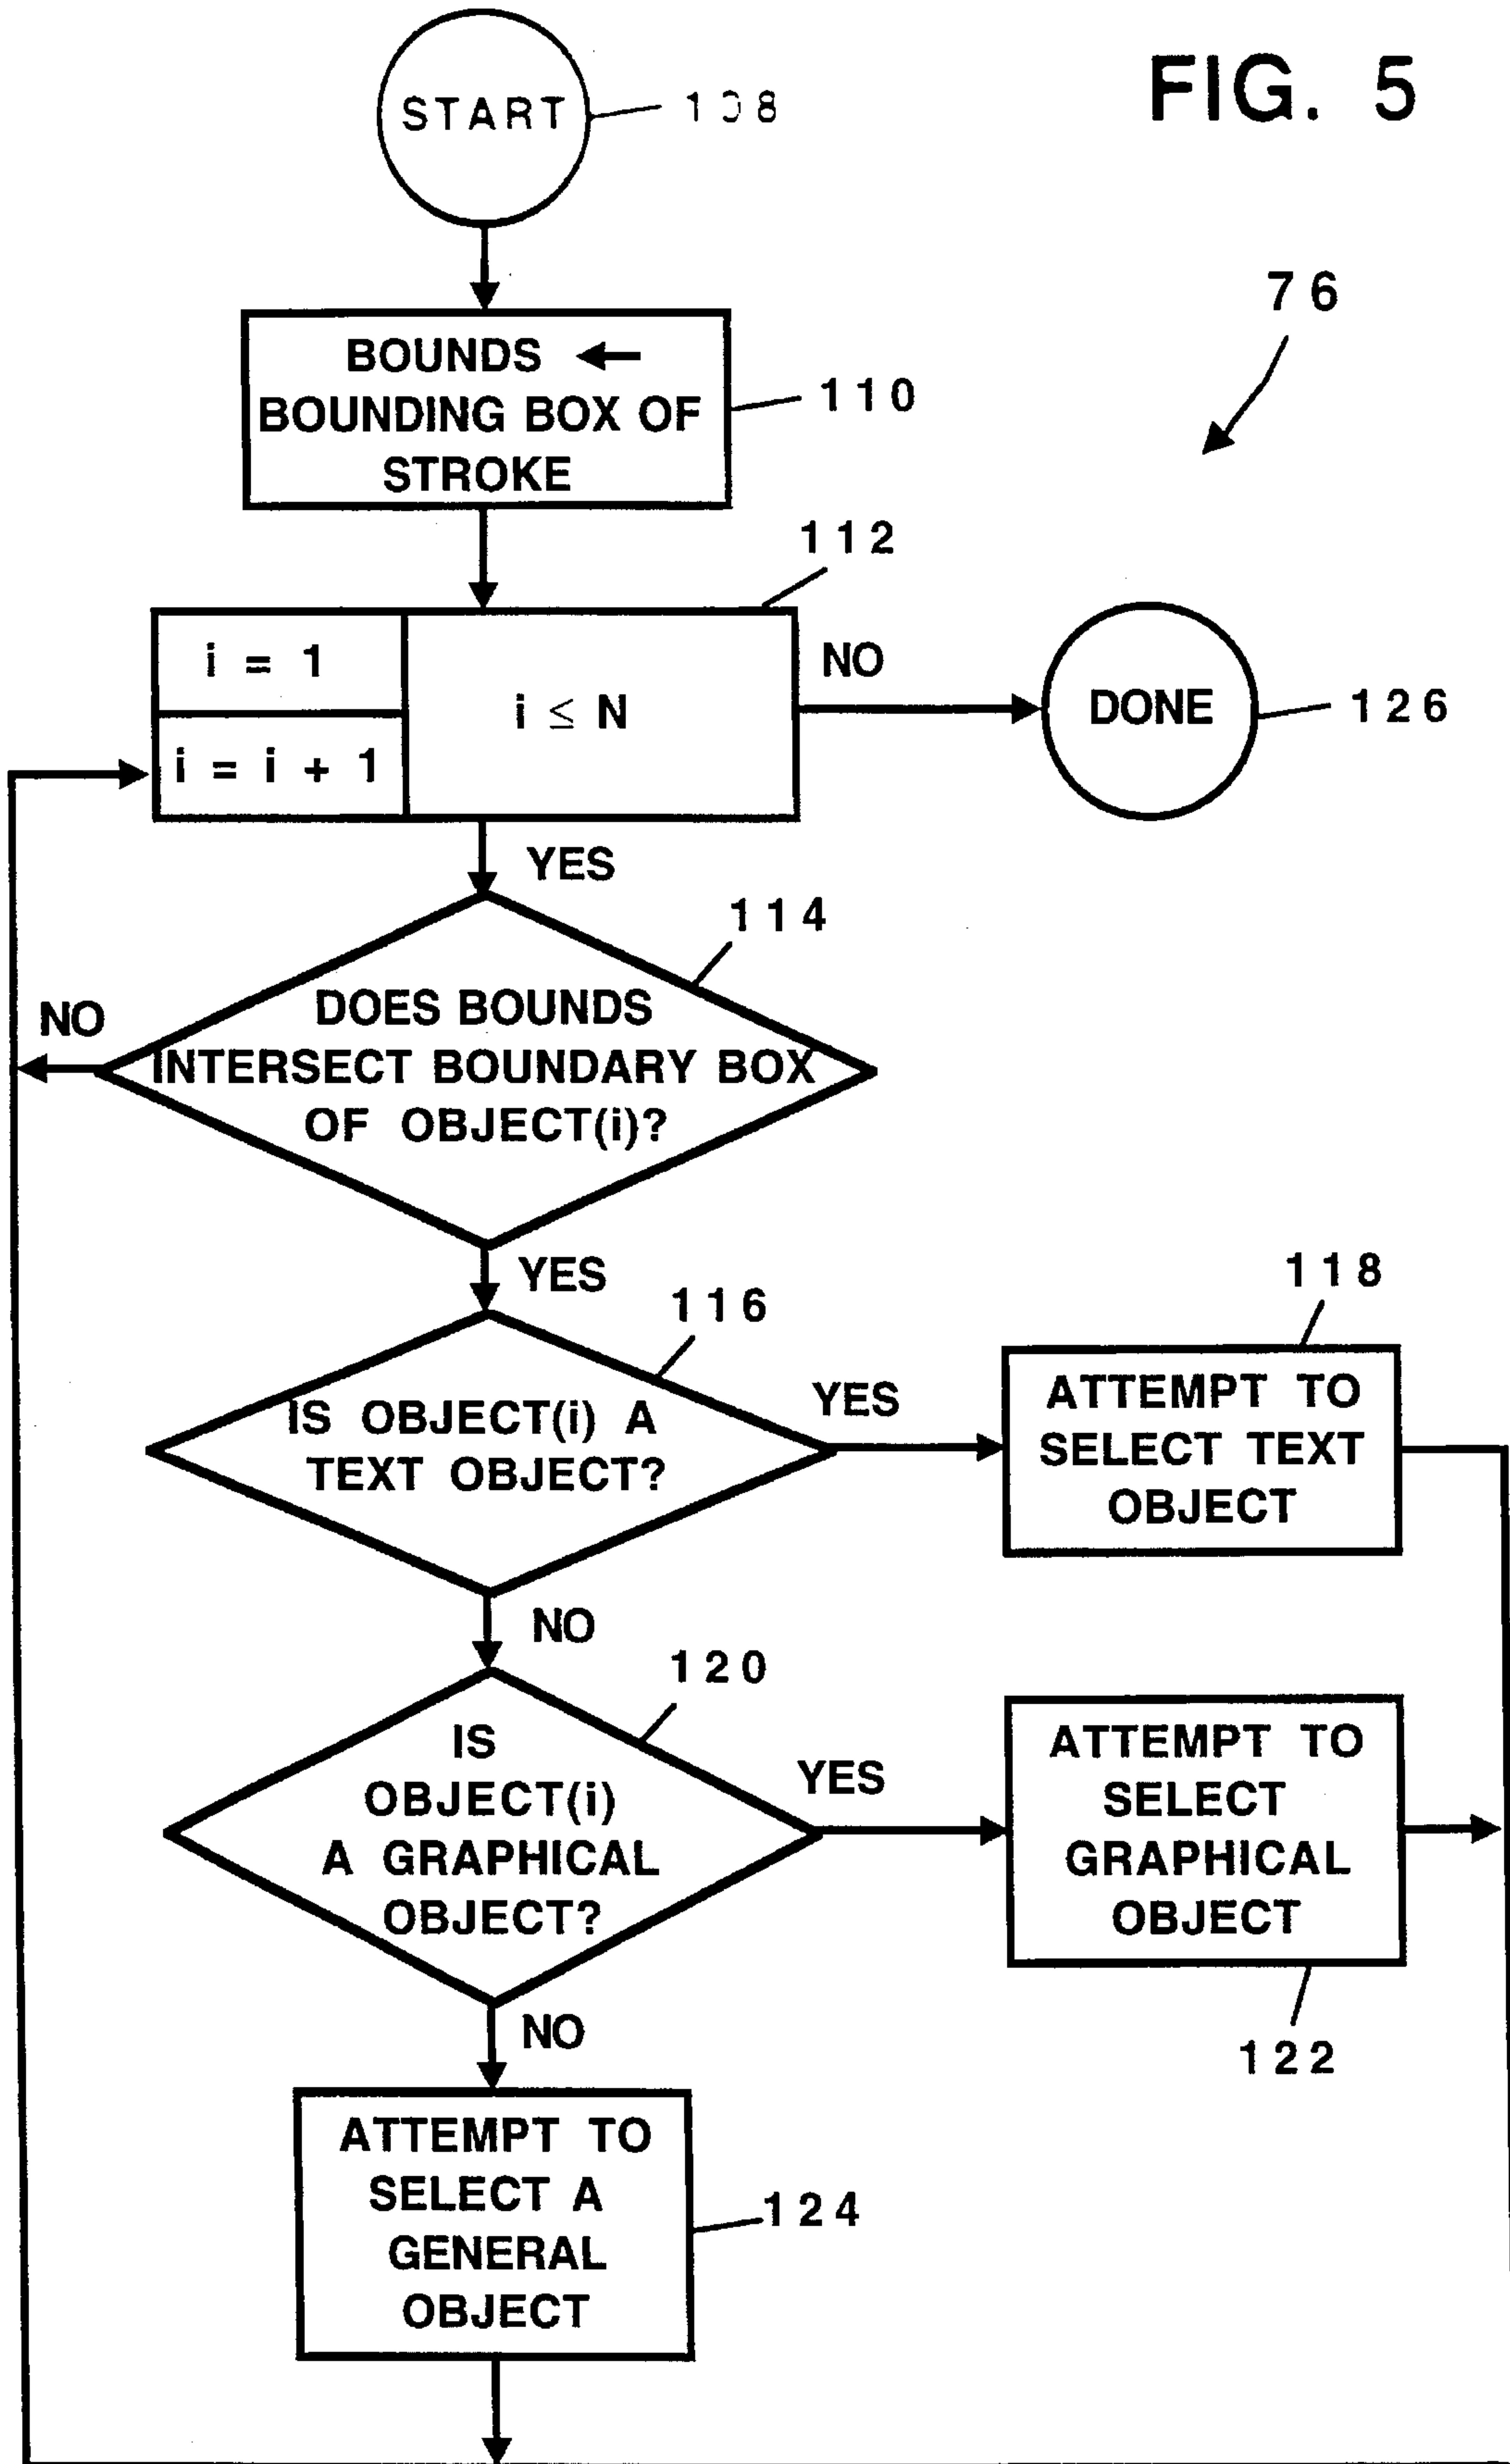 FIG. 5
START
108
76
BOUNDS ←
BOUNDING BOX OF
STROKE
110
112
i = 1
i = i + 1
i ≤ N
NO
DONE
126
YES
114
DOES BOUNDS
INTERSECT BOUNDARY BOX
OF OBJECT(i)?
NO
YES
116
IS OBJECT(i) A
TEXT OBJECT?
YES
118
ATTEMPT TO
SELECT TEXT
OBJECT
NO
120
IS
OBJECT(i)
A GRAPHICAL
OBJECT?
YES
ATTEMPT TO
SELECT
GRAPHICAL
OBJECT
122
NO
ATTEMPT TO
SELECT A
GENERAL
OBJECT
124